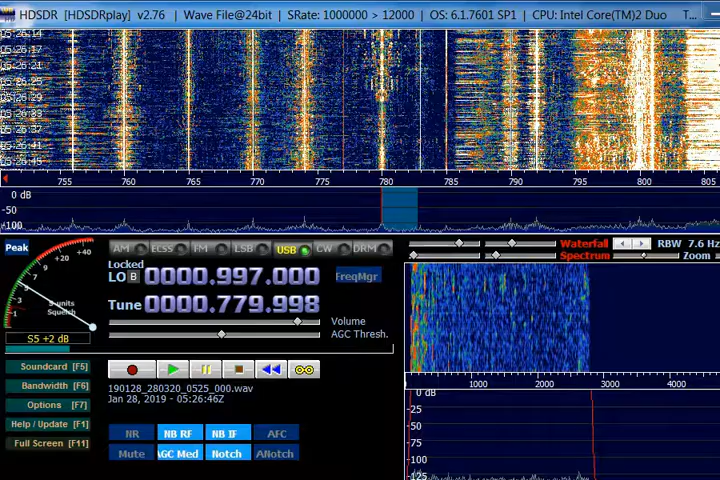 HDSDR [HDSDRplay] v2.76 | Wave File@24bit | SRate: 1000000 > 12000 | OS: 6.1.7601 SP1 | CPU: Intel Core(TM)2 Duo T...
05:26:14
05:26:17
05:26:21
05:26:25
05:26:29
05:26:33
05:26:37
05:26:41
05:26:45
755 760 765 770 775 780 785 790 795 800 805
0 dB
-50
-100
Peak
AM ECSS FM LSB USB CW DRM
Waterfall RBW 7.6 Hz
Spectrum Zoom
1 3 5 7 9 +20 +40
S-units
Squelch
S5 +2 dB
Locked
LO B 0000.997.000 FreqMgr
Tune 0000.779.998
Volume
AGC Thresh.
Soundcard [F5]
Bandwidth [F6]
Options [F7]
Help / Update [F1]
Full Screen [F11]
190128_280320_0525_000.wav
Jan 28, 2019 - 05:26:46Z
NR NB RF NB IF AFC
Mute AGC Med Notch ANotch
0 1000 2000 3000 4000
0 dB
-25
-50
-75
-100
-125